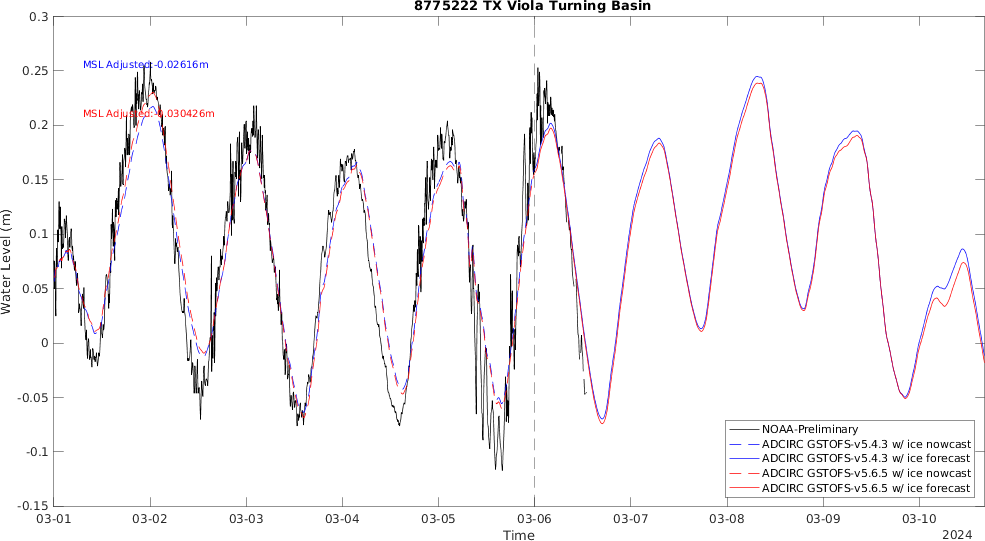 8775222 TX Viola Turning Basin
Water Level (m)
0.3
0.25
0.2
0.15
0.1
0.05
0
-0.05
-0.1
-0.15
MSL Adjusted:-0.02616m
MSL Adjusted:-0.030426m
NOAA-Preliminary
ADCIRC GSTOFS-v5.4.3 w/ ice nowcast
ADCIRC GSTOFS-v5.4.3 w/ ice forecast
ADCIRC GSTOFS-v5.6.5 w/ ice nowcast
ADCIRC GSTOFS-v5.6.5 w/ ice forecast
03-01 03-02 03-03 03-04 03-05 03-06 03-07 03-08 03-09 03-10
Time
2024